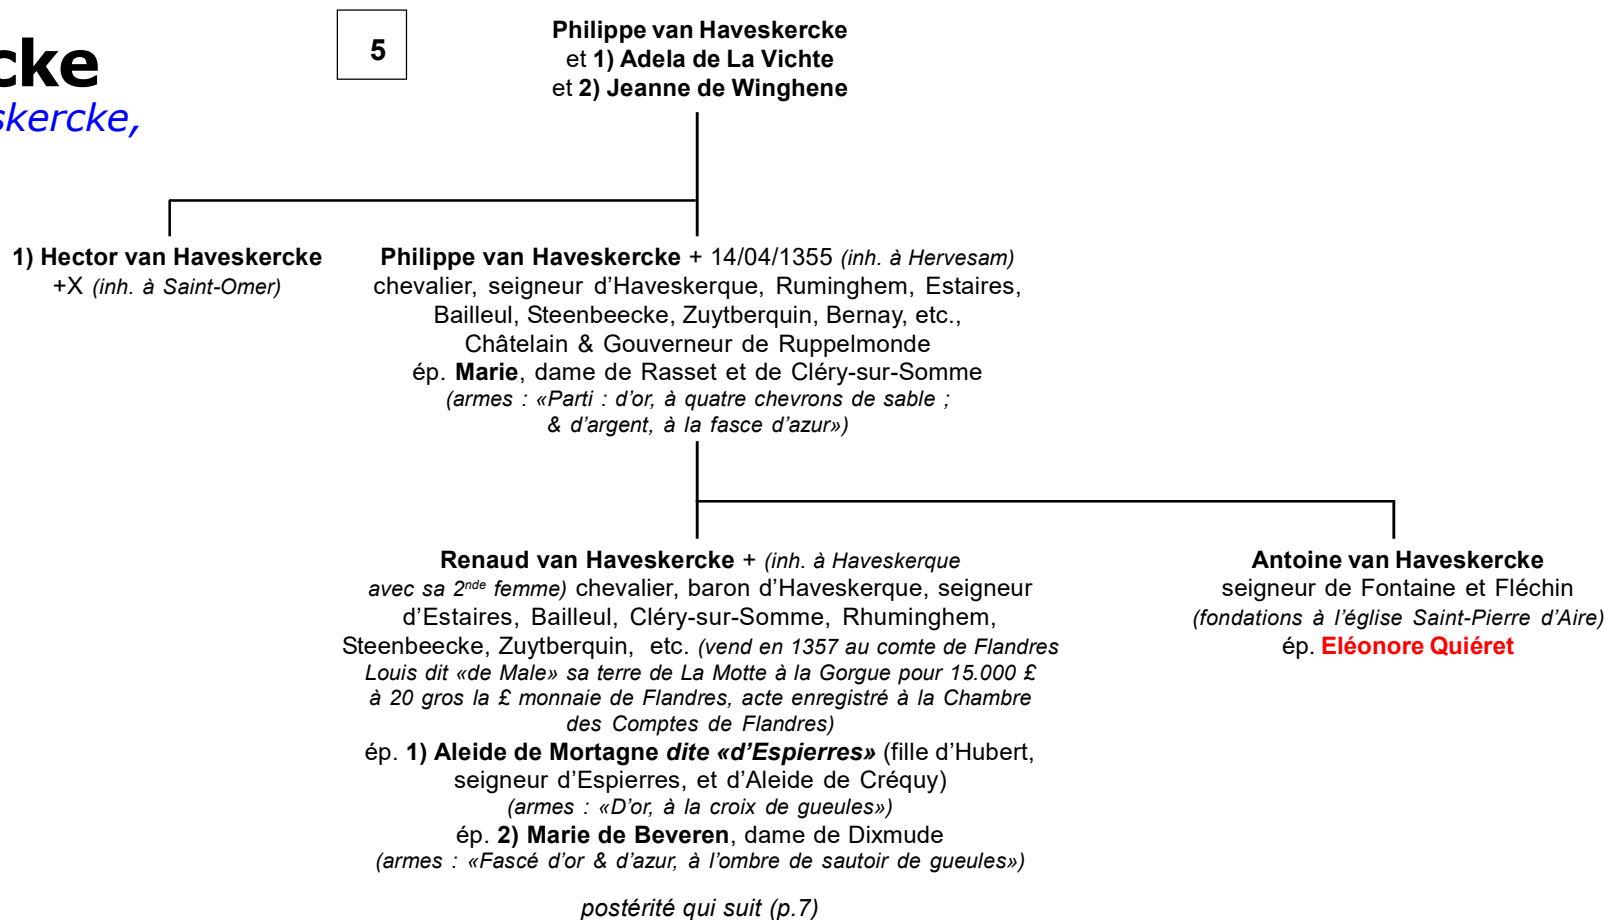 cke
skercke,
5
Philippe van Haveskercke
et 1) Adela de La Vichte
et 2) Jeanne de Winghene
1) Hector van Haveskercke
+X (inh. à Saint-Omer)
Philippe van Haveskercke + 14/04/1355 (inh. à Hervesam)
chevalier, seigneur d’Haveskerque, Ruminghem, Estaires,
Bailleul, Steenbeecke, Zuytberquin, Bernay, etc.,
Châtelain & Gouverneur de Ruppelmonde
ép. Marie, dame de Rasset et de Cléry-sur-Somme
(armes : «Parti : d’or, à quatre chevrons de sable ;
& d’argent, à la fasce d’azur»)
Renaud van Haveskercke + (inh. à Haveskerque
avec sa 2nde femme) chevalier, baron d’Haveskerque, seigneur
d’Estaires, Bailleul, Cléry-sur-Somme, Rhuminghem,
Steenbeecke, Zuytberquin, etc. (vend en 1357 au comte de Flandres
Louis dit «de Male» sa terre de La Motte à la Gorgue pour 15.000 £
à 20 gros la £ monnaie de Flandres, acte enregistré à la Chambre
des Comptes de Flandres)
ép. 1) Aleide de Mortagne dite «d’Espierres» (fille d’Hubert,
seigneur d’Espierres, et d’Aleide de Créquy)
(armes : «D’or, à la croix de gueules»)
ép. 2) Marie de Beveren, dame de Dixmude
(armes : «Fascé d’or & d’azur, à l’ombre de sautoir de gueules»)
postérité qui suit (p.7)
Antoine van Haveskercke
seigneur de Fontaine et Fléchin
(fondations à l’église Saint-Pierre d’Aire)
ép. Eléonore Quiéret